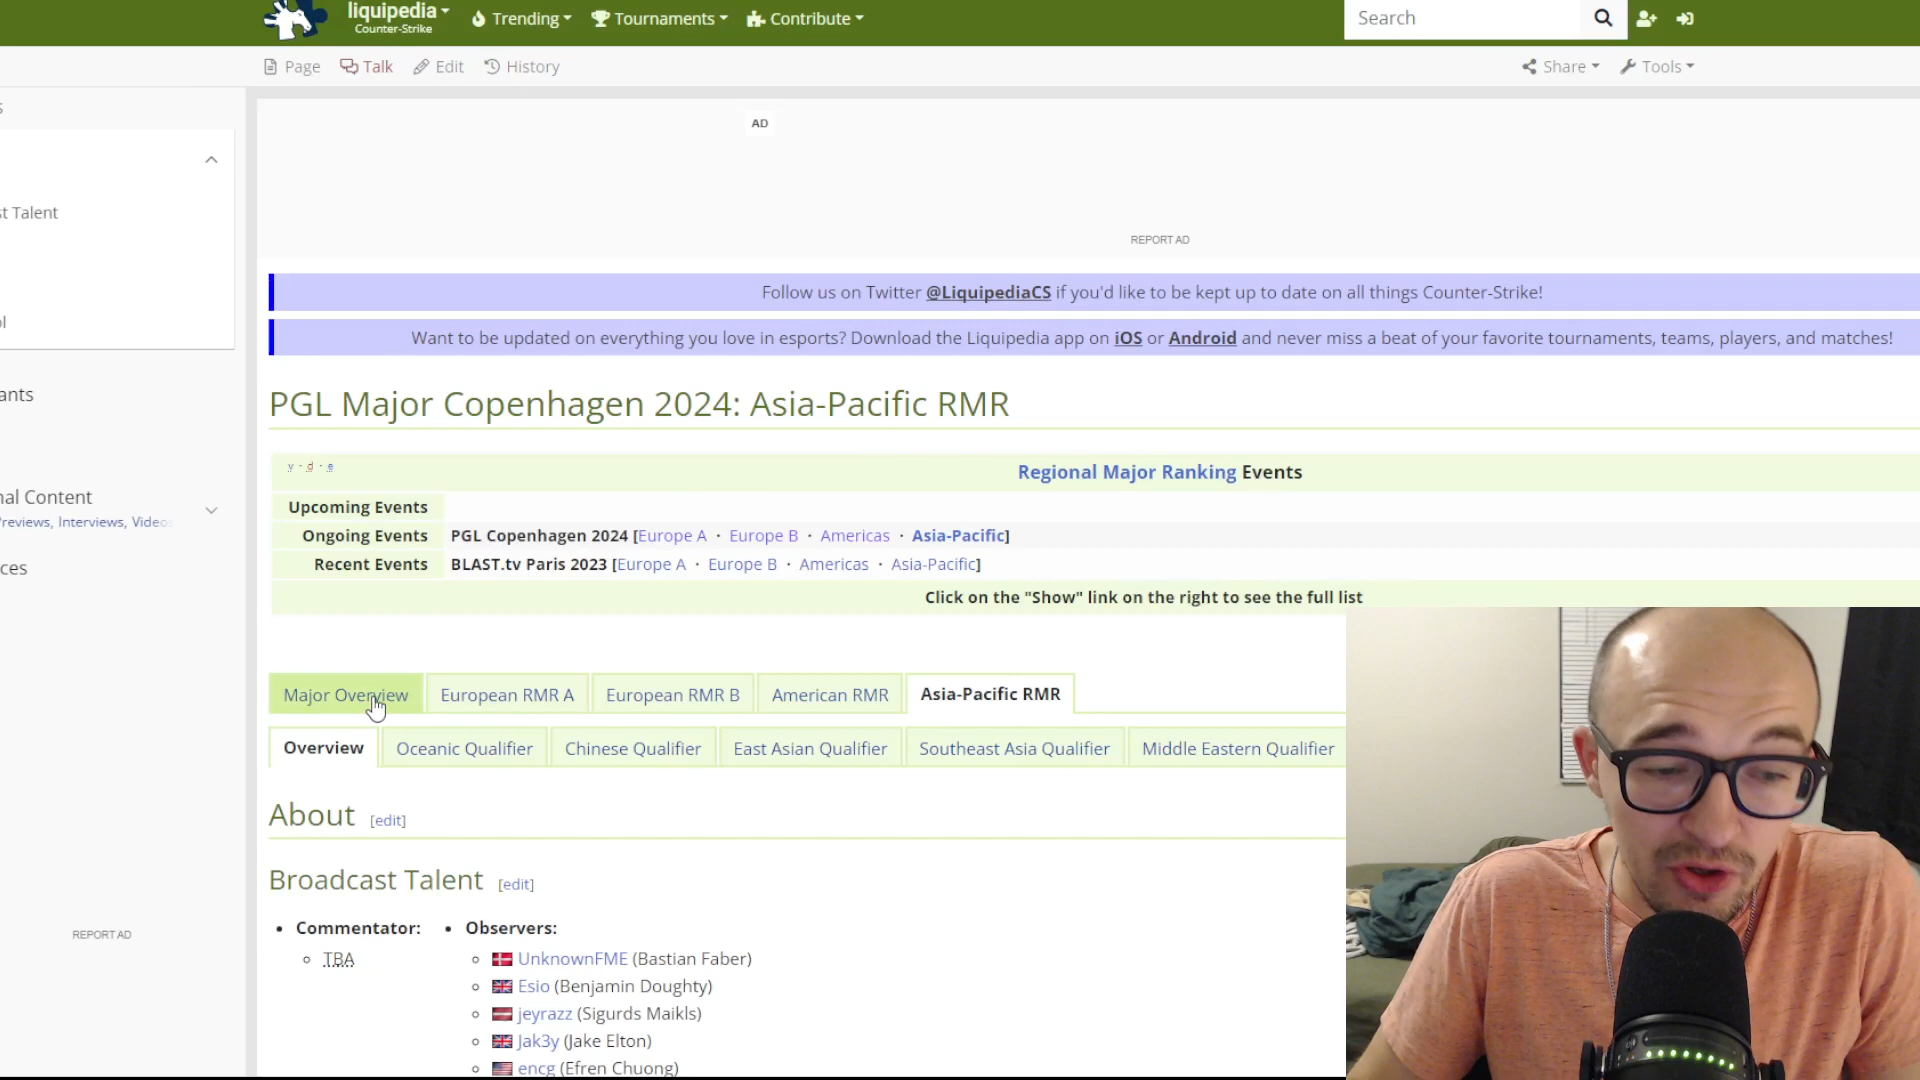 liquipedia
Counter-Strike
Trending
Tournaments
Contribute
Search
Page
Talk
Edit
History
Share
Tools
s
AD
st Talent
REPORT AD
ol
Follow us on Twitter @LiquipediaCS if you'd like to be kept up to date on all things Counter-Strike!
Want to be updated on everything you love in esports? Download the Liquipedia app on iOS or Android and never miss a beat of your favorite tournaments, teams, players, and matches!
ants
PGL Major Copenhagen 2024: Asia-Pacific RMR
y · d · e
Regional Major Ranking Events
nal Content
Previews, Interviews, Videos
Upcoming Events
Ongoing Events
PGL Copenhagen 2024 [Europe A · Europe B · Americas · Asia-Pacific]
Recent Events
BLAST.tv Paris 2023 [Europe A · Europe B · Americas · Asia-Pacific]
ces
Click on the "Show" link on the right to see the full list
Major Overview
European RMR A
European RMR B
American RMR
Asia-Pacific RMR
Overview
Oceanic Qualifier
Chinese Qualifier
East Asian Qualifier
Southeast Asia Qualifier
Middle Eastern Qualifier
About [edit]
Broadcast Talent [edit]
Commentator:
TBA
Observers:
UnknownFME (Bastian Faber)
Esio (Benjamin Doughty)
jeyrazz (Sigurds Maikls)
Jak3y (Jake Elton)
encg (Efren Chuong)
REPORT AD